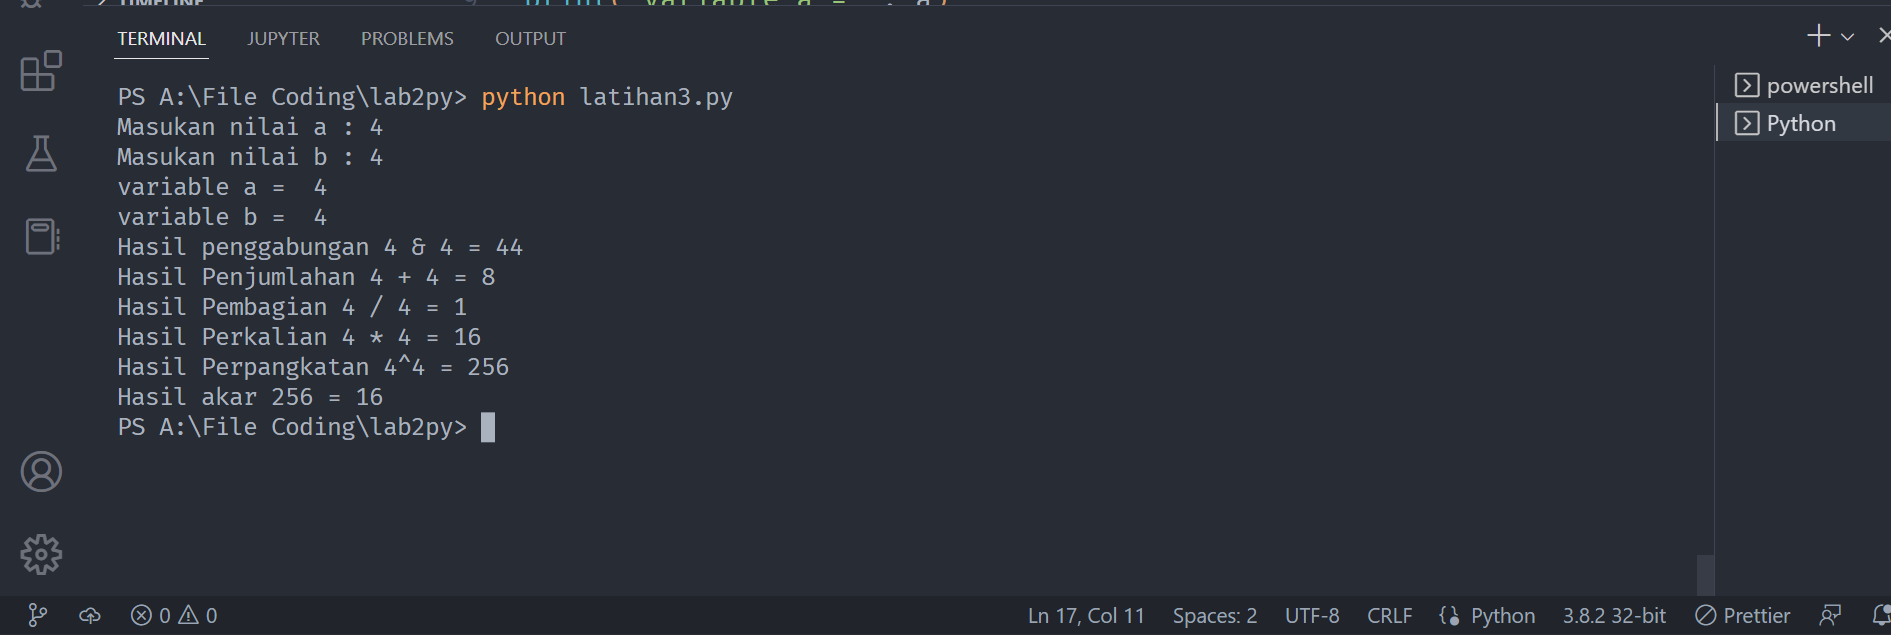 TIMELINE
print("variable a = ", a)
TERMINAL JUPYTER PROBLEMS OUTPUT
PS A:\File Coding\lab2py> python latihan3.py
Masukan nilai a : 4
Masukan nilai b : 4
variable a =  4
variable b =  4
Hasil penggabungan 4 & 4 = 44
Hasil Penjumlahan 4 + 4 = 8
Hasil Pembagian 4 / 4 = 1
Hasil Perkalian 4 * 4 = 16
Hasil Perpangkatan 4^4 = 256
Hasil akar 256 = 16
PS A:\File Coding\lab2py>
powershell
Python
0 0 Ln 17, Col 11 Spaces: 2 UTF-8 CRLF Python 3.8.2 32-bit Prettier